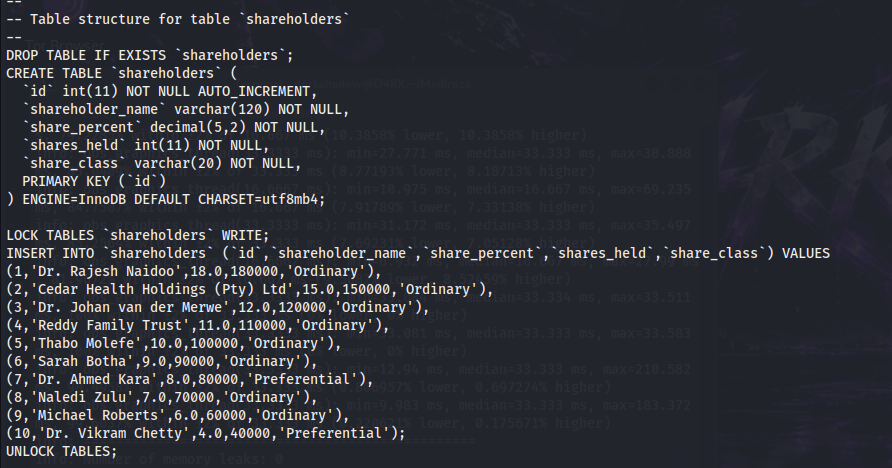 --
-- Table structure for table `shareholders`
--
DROP TABLE IF EXISTS `shareholders`;
CREATE TABLE `shareholders` (
  `id` int(11) NOT NULL AUTO_INCREMENT,
  `shareholder_name` varchar(120) NOT NULL,
  `share_percent` decimal(5,2) NOT NULL,
  `shares_held` int(11) NOT NULL,
  `share_class` varchar(20) NOT NULL,
  PRIMARY KEY (`id`)
) ENGINE=InnoDB DEFAULT CHARSET=utf8mb4;

LOCK TABLES `shareholders` WRITE;
INSERT INTO `shareholders` (`id`,`shareholder_name`,`share_percent`,`shares_held`,`share_class`) VALUES
(1,'Dr. Rajesh Naidoo',18.0,180000,'Ordinary'),
(2,'Cedar Health Holdings (Pty) Ltd',15.0,150000,'Ordinary'),
(3,'Dr. Johan van der Merwe',12.0,120000,'Ordinary'),
(4,'Reddy Family Trust',11.0,110000,'Ordinary'),
(5,'Thabo Molefe',10.0,100000,'Ordinary'),
(6,'Sarah Botha',9.0,90000,'Ordinary'),
(7,'Dr. Ahmed Kara',8.0,80000,'Preferential'),
(8,'Naledi Zulu',7.0,70000,'Ordinary'),
(9,'Michael Roberts',6.0,60000,'Ordinary'),
(10,'Dr. Vikram Chetty',4.0,40000,'Preferential');
UNLOCK TABLES;